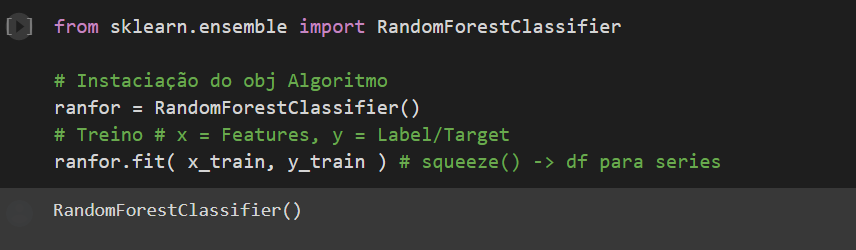 from sklearn.ensemble import RandomForestClassifier
# Instaciação do obj Algoritmo
ranfor = RandomForestClassifier()
# Treino # x = Features, y = Label/Target
ranfor.fit( x_train, y_train ) # squeeze() -> df para series
RandomForestClassifier()